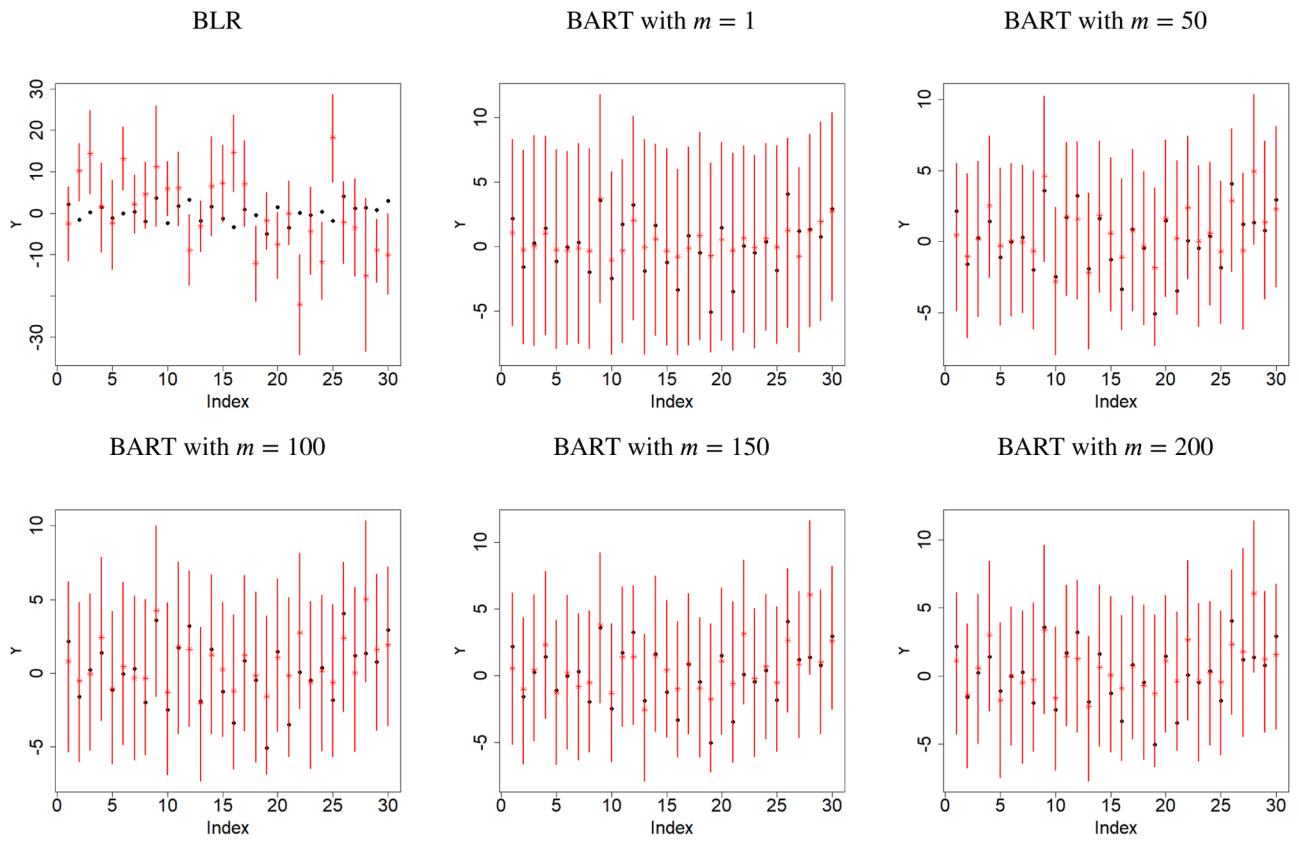 BLR
BART with m = 1
BART with m = 50
30
20
10
0
-10
-30
Y
0 5 10 15 20 25 30
Index
10
5
0
-5
Y
0 5 10 15 20 25 30
Index
10
5
0
-5
Y
0 5 10 15 20 25 30
Index
BART with m = 100
BART with m = 150
BART with m = 200
10
5
0
-5
Y
0 5 10 15 20 25 30
Index
10
5
0
-5
Y
0 5 10 15 20 25 30
Index
10
5
0
-5
Y
0 5 10 15 20 25 30
Index